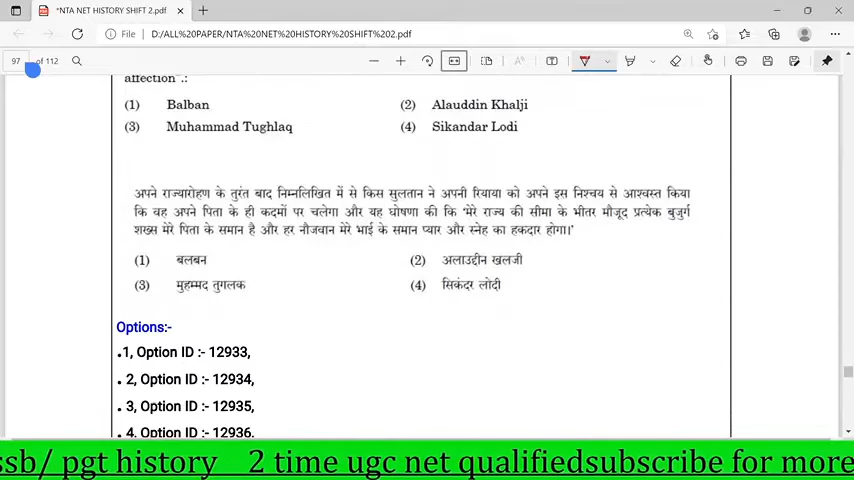 *NTA NET HISTORY SHIFT 2.pdf
File D:/ALL%20PAPER/NTA%20NET%20HISTORY%20SHIFT%202.pdf
97 of 112
affection".:
(1) Balban (2) Alauddin Khalji
(3) Muhammad Tughlaq (4) Sikandar Lodi
अपने राज्यारोहण के तुरंत बाद निम्नलिखित में से किस सुलतान ने अपनी रियाया को अपने इस निश्चय से आश्वस्त किया
कि वह अपने पिता के ही कदमों पर चलेगा और यह घोषणा की कि 'मेरे राज्य की सीमा के भीतर मौजूद प्रत्येक बुजुर्ग
शख्स मेरे पिता के समान है और हर नौजवान मेरे भाई के समान प्यार और स्नेह का हकदार होगा।'
(1) बलबन (2) अलाउद्दीन खलजी
(3) मुहम्मद तुगलक (4) सिकंदर लोदी
Options:-
.1, Option ID :- 12933,
. 2, Option ID :- 12934,
. 3, Option ID :- 12935,
. 4, Option ID :- 12936,
ssb/ pgt history 2 time ugc net qualifiedsubscribe for more